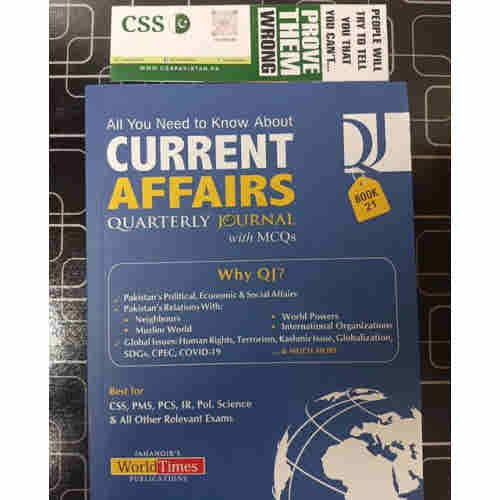 CSS
WWW.CSSPAKISTAN.PK
PROVE
THEM
WRONG
PEOPLE WILL
TRY TO TELL
YOU THAT
YOU CAN'T...
All You Need to Know About
CURRENT
AFFAIRS
QUARTERLY JOURNAL
with MCQs
QJ
BOOK
21
Why QJ?
Pakistan's Political, Economic & Social Affairs
Pakistan's Relations With:
• Neighbours
• World Powers
• Muslim World
• International Organizations
Global Issues: Human Rights, Terrorism, Kashmir Issue, Globalization,
SDGs, CPEC, COVID-19 ... & MUCH MORE
Best for
CSS, PMS, PCS, IR, Pol. Science
& All Other Relevant Exams
JAHANGIR'S
WorldTimes
PUBLICATIONS